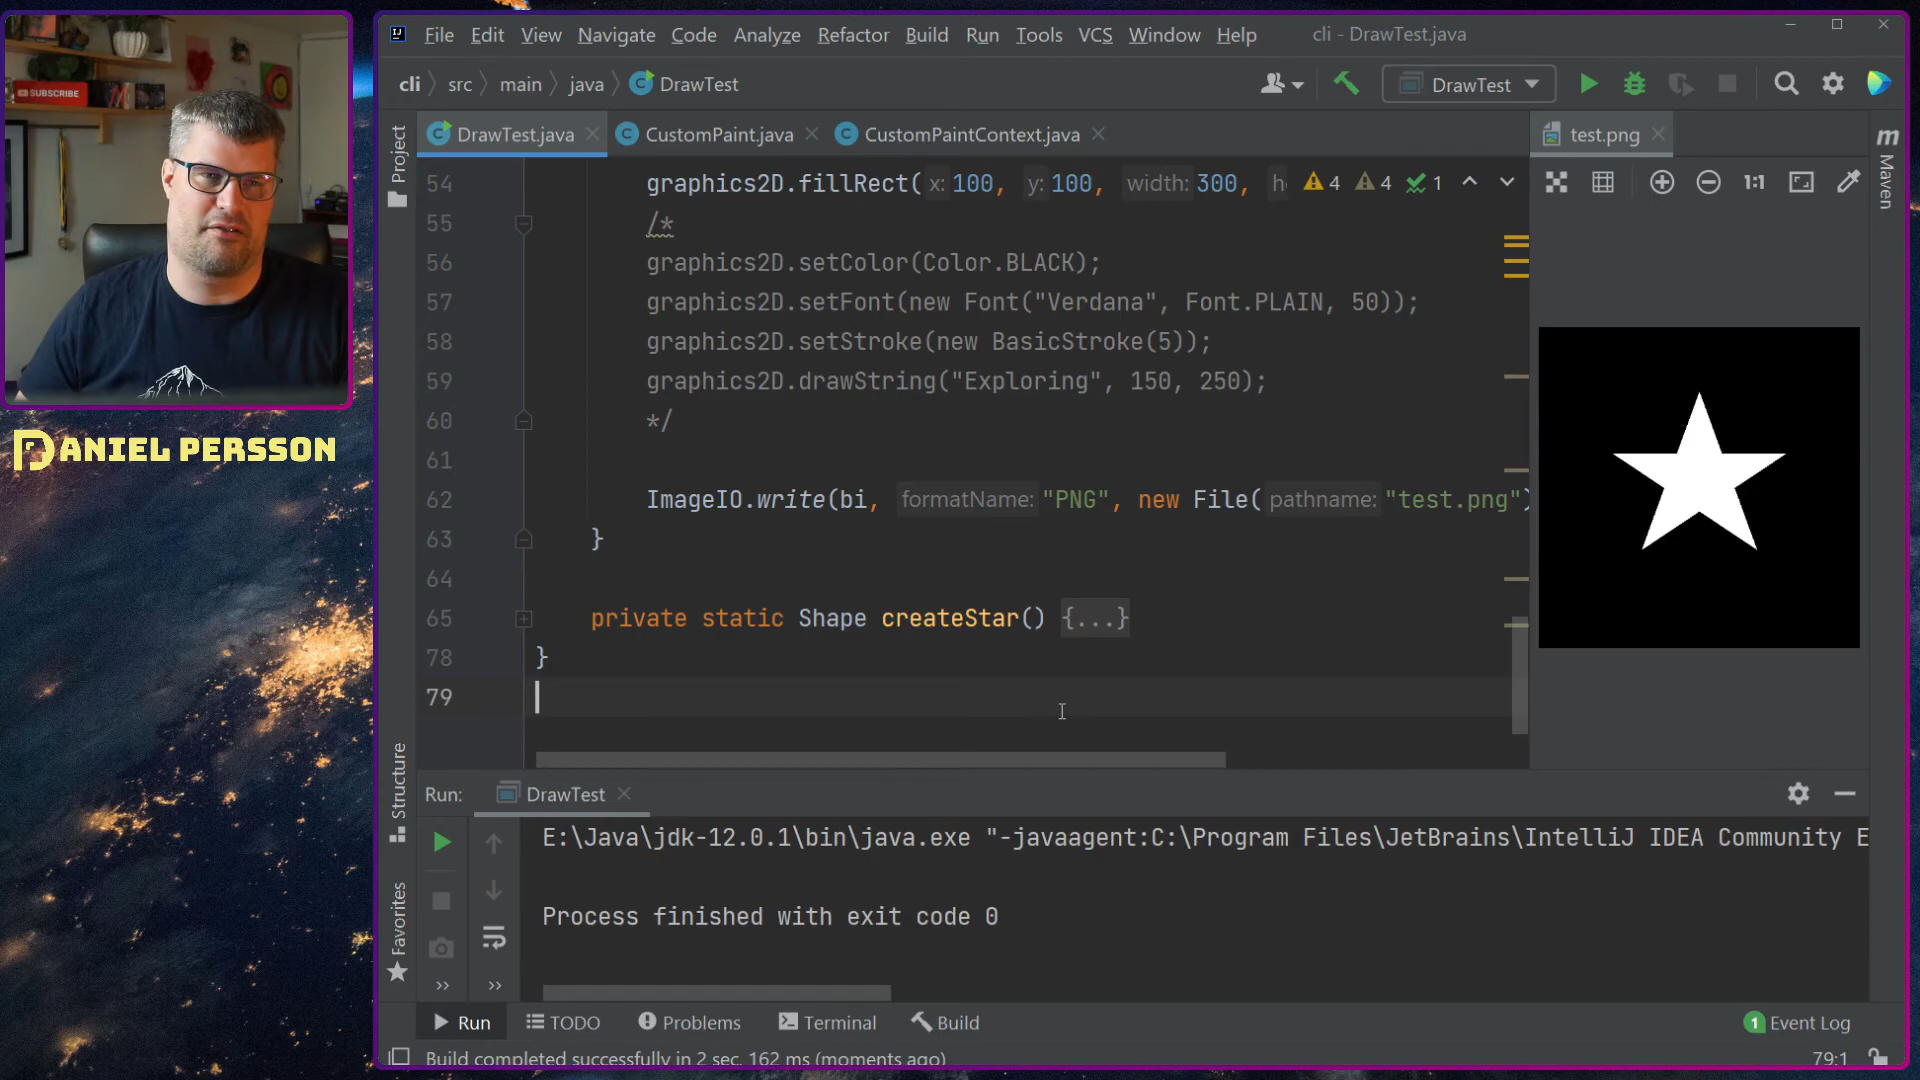 SUBSCRIBE
DANIEL PERSSON
File Edit View Navigate Code Analyze Refactor Build Run Tools VCS Window Help cli - DrawTest.java
cli src main java DrawTest
DrawTest
DrawTest.java CustomPaint.java CustomPaintContext.java
test.png
Project
Maven
54 graphics2D.fillRect( x: 100, y: 100, width: 300, he
4 4 1
1:1
55 /*
56 graphics2D.setColor(Color.BLACK);
57 graphics2D.setFont(new Font("Verdana", Font.PLAIN, 50));
58 graphics2D.setStroke(new BasicStroke(5));
59 graphics2D.drawString("Exploring", 150, 250);
60 */
61
62 ImageIO.write(bi, formatName: "PNG", new File( pathname: "test.png")
63 }
64
65 private static Shape createStar() {...}
78 }
79
Structure
Favorites
Run: DrawTest
E:\Java\jdk-12.0.1\bin\java.exe "-javaagent:C:\Program Files\JetBrains\IntelliJ IDEA Community E
Process finished with exit code 0
Run TODO Problems Terminal Build
1 Event Log
Build completed successfully in 2 sec, 162 ms (moments ago)
79:1